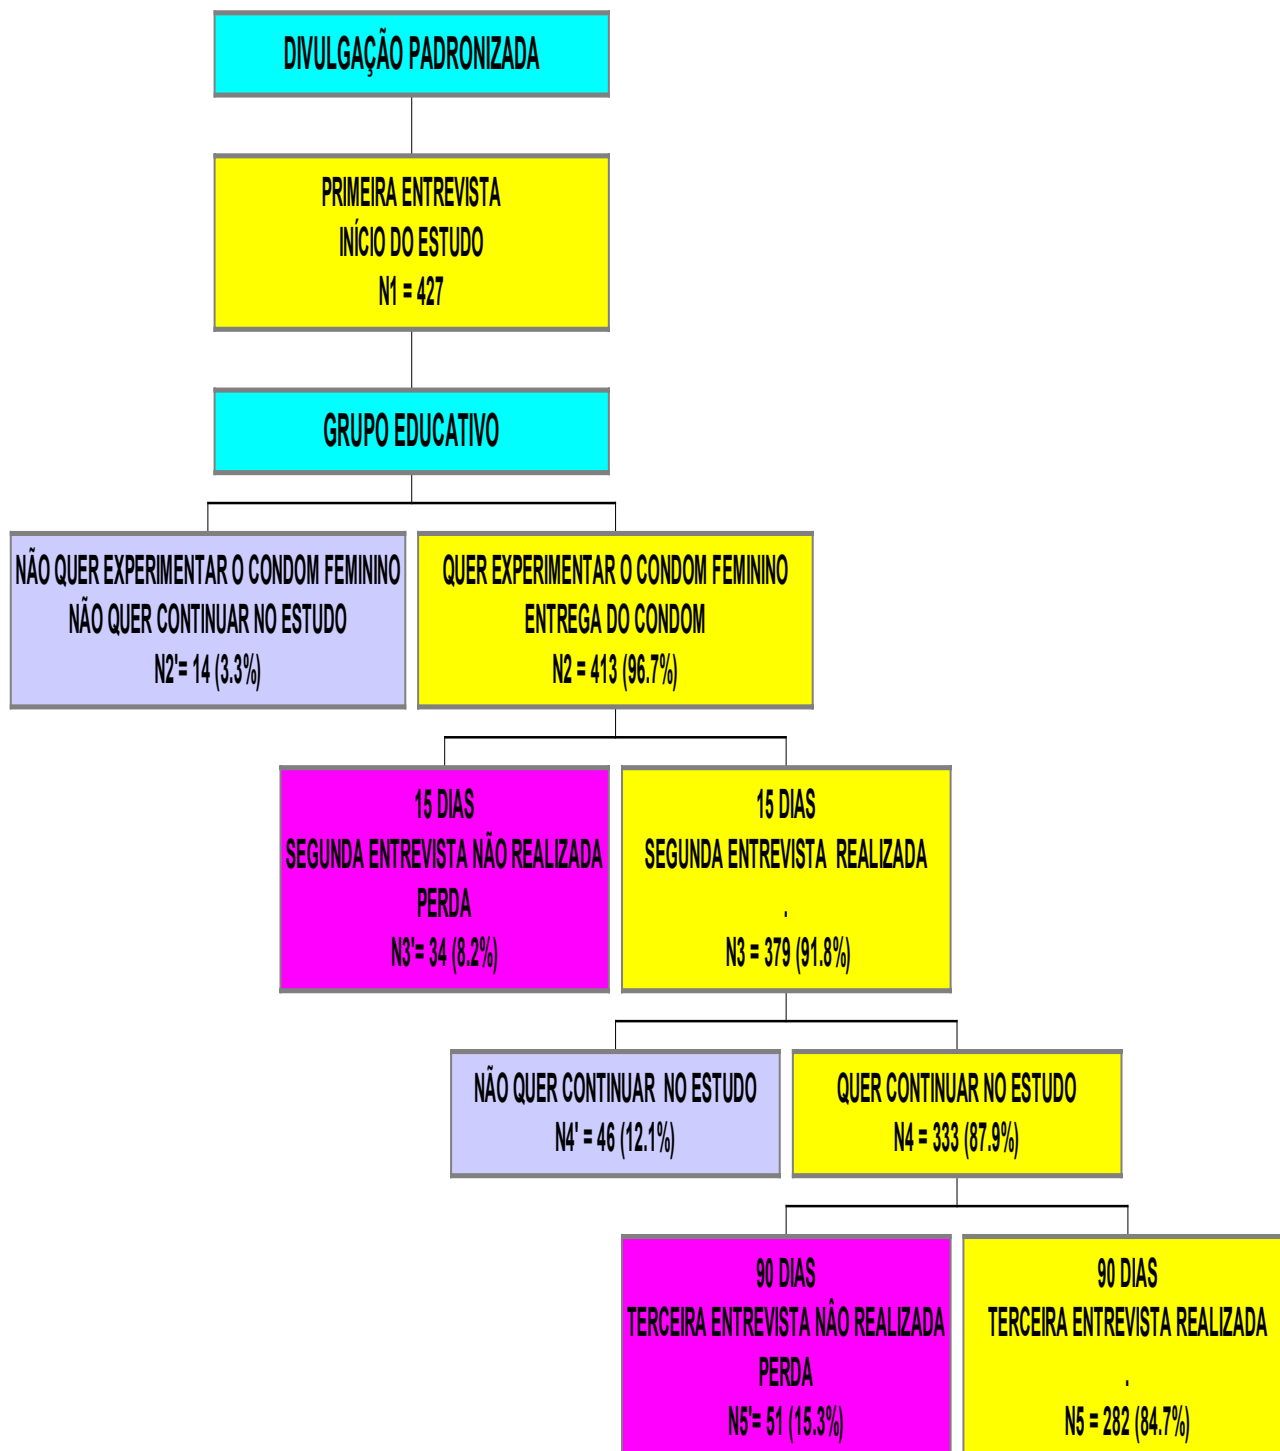 DIVULGAÇÃO PADRONIZADA
PRIMEIRA ENTREVISTA
INÍCIO DO ESTUDO
N1 = 427
GRUPO EDUCATIVO
NÃO QUER EXPERIMENTAR O CONDOM FEMININO
NÃO QUER CONTINUAR NO ESTUDO
N2'= 14 (3.3%)
QUER EXPERIMENTAR O CONDOM FEMININO
ENTREGA DO CONDOM
N2 = 413 (96.7%)
15 DIAS
SEGUNDA ENTREVISTA NÃO REALIZADA
PERDA
N3'= 34 (8.2%)
15 DIAS
SEGUNDA ENTREVISTA  REALIZADA
.
N3 = 379 (91.8%)
NÃO QUER CONTINUAR  NO ESTUDO
N4' = 46 (12.1%)
QUER CONTINUAR NO ESTUDO
N4 = 333 (87.9%)
90 DIAS
TERCEIRA ENTREVISTA NÂO REALIZADA
PERDA
N5'= 51 (15.3%)
90 DIAS
TERCEIRA ENTREVISTA REALIZADA
.
N5 = 282 (84.7%)